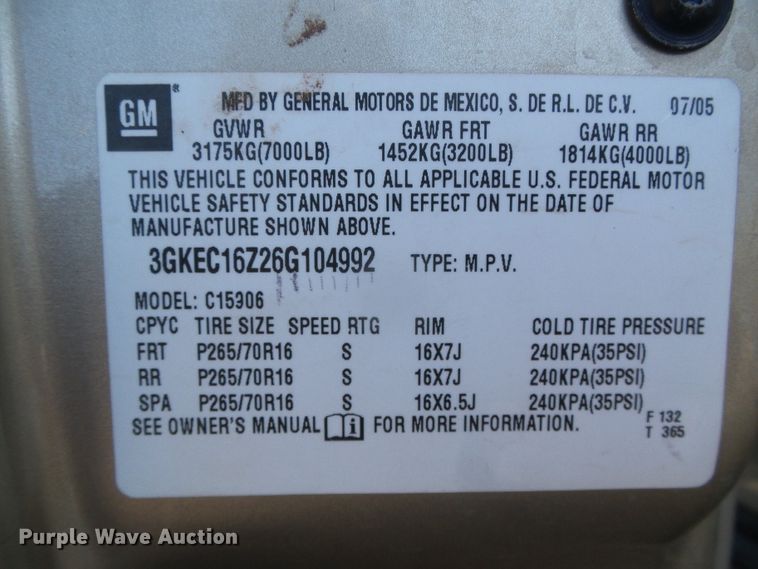 GM ® MFD BY GENERAL MOTORS DE MEXICO, S. DE R.L. DE C.V. 07/05
GVWR GAWR FRT GAWR RR
3175KG(7000LB) 1452KG(3200LB) 1814KG(4000LB)
THIS VEHICLE CONFORMS TO ALL APPLICABLE U.S. FEDERAL MOTOR
VEHICLE SAFETY STANDARDS IN EFFECT ON THE DATE OF
MANUFACTURE SHOWN ABOVE.
3GKEC16Z26G104992 TYPE: M.P.V.
MODEL: C15906
CPYC TIRE SIZE SPEED RTG RIM COLD TIRE PRESSURE
FRT P265/70R16 S 16X7J 240KPA(35PSI)
RR P265/70R16 S 16X7J 240KPA(35PSI)
SPA P265/70R16 S 16X6.5J 240KPA(35PSI)
SEE OWNER'S MANUAL i FOR MORE INFORMATION.
F 132
T 365
Purple Wave Auction